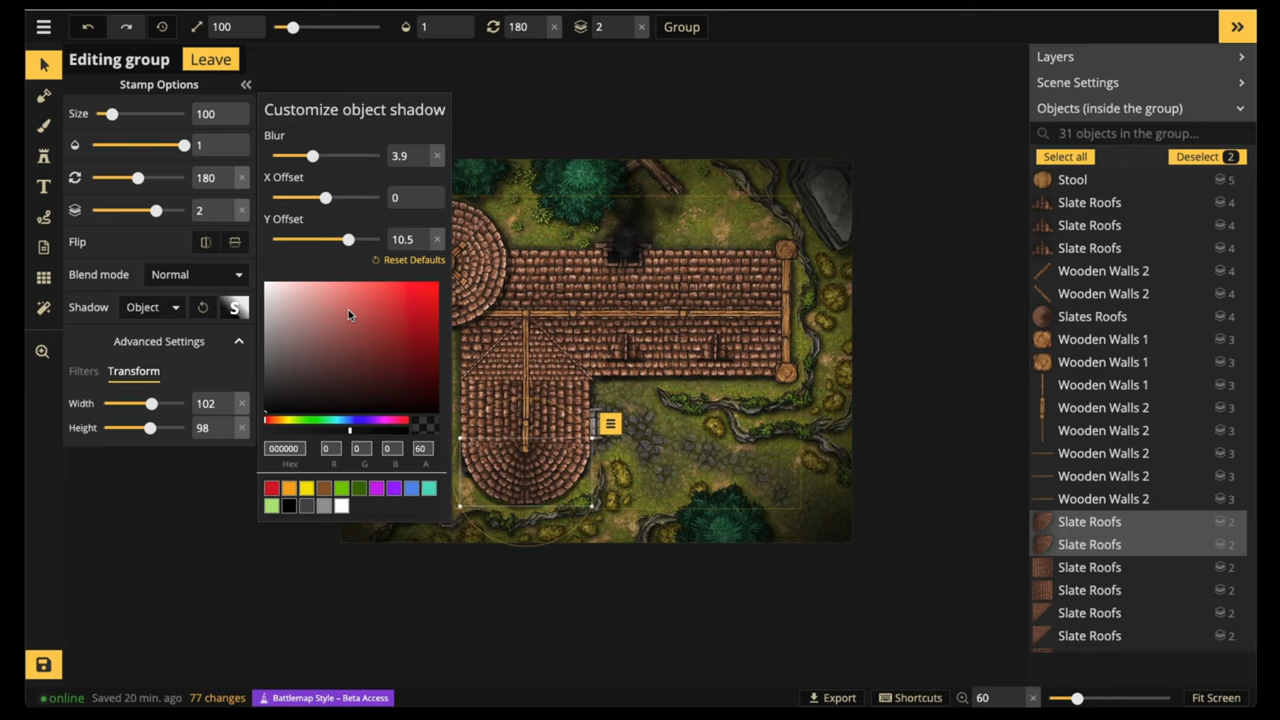 100
1
180
2
Group
Editing group
Leave
Stamp Options
Size
100
1
180
2
Flip
Blend mode
Normal
Shadow
Object
S
Advanced Settings
Filters
Transform
Width
102
Height
98
Customize object shadow
Blur
3.9
X Offset
0
Y Offset
10.5
Reset Defaults
000000
0
0
0
60
Hex
R
G
B
A
Layers
Scene Settings
Objects (inside the group)
31 objects in the group...
Select all
Deselect 2
Stool 5
Slate Roofs 4
Slate Roofs 4
Slate Roofs 4
Wooden Walls 2 4
Wooden Walls 2 4
Slates Roofs 4
Wooden Walls 1 3
Wooden Walls 1 3
Wooden Walls 1 3
Wooden Walls 2 3
Wooden Walls 2 3
Wooden Walls 2 3
Wooden Walls 2 3
Wooden Walls 2 3
Slate Roofs 2
Slate Roofs 2
Slate Roofs 2
Slate Roofs 2
Slate Roofs 2
Slate Roofs 2
online
Saved 20 min. ago
77 changes
Battlemap Style – Beta Access
Export
Shortcuts
60
Fit Screen